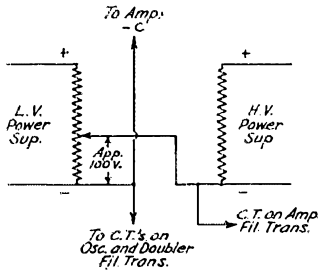 To Amp.
- C
+
+
L.V.
Power
Sup.
H.V.
Power
Sup
App.
100 v.
-
-
C.T. on Amp.
Fil. Trans.
To C.T.'s on
Osc. and Doubler
Fil. Trans.